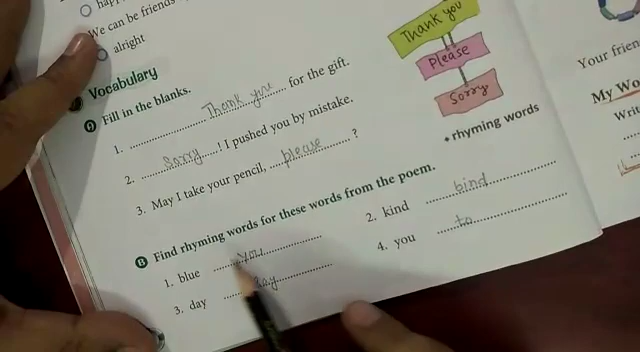 happ
We can be friends
alright
Vocabulary
A Fill in the blanks.
1. Thank you for the gift.
2. Sorry ! I pushed you by mistake.
3. May I take your pencil, please ?
Thank you
Please
Sorry
rhyming words
B Find rhyming words for these words from the poem.
1. blue you
2. kind bind
3. day say
4. you to
Your frien
My Wo
Writ